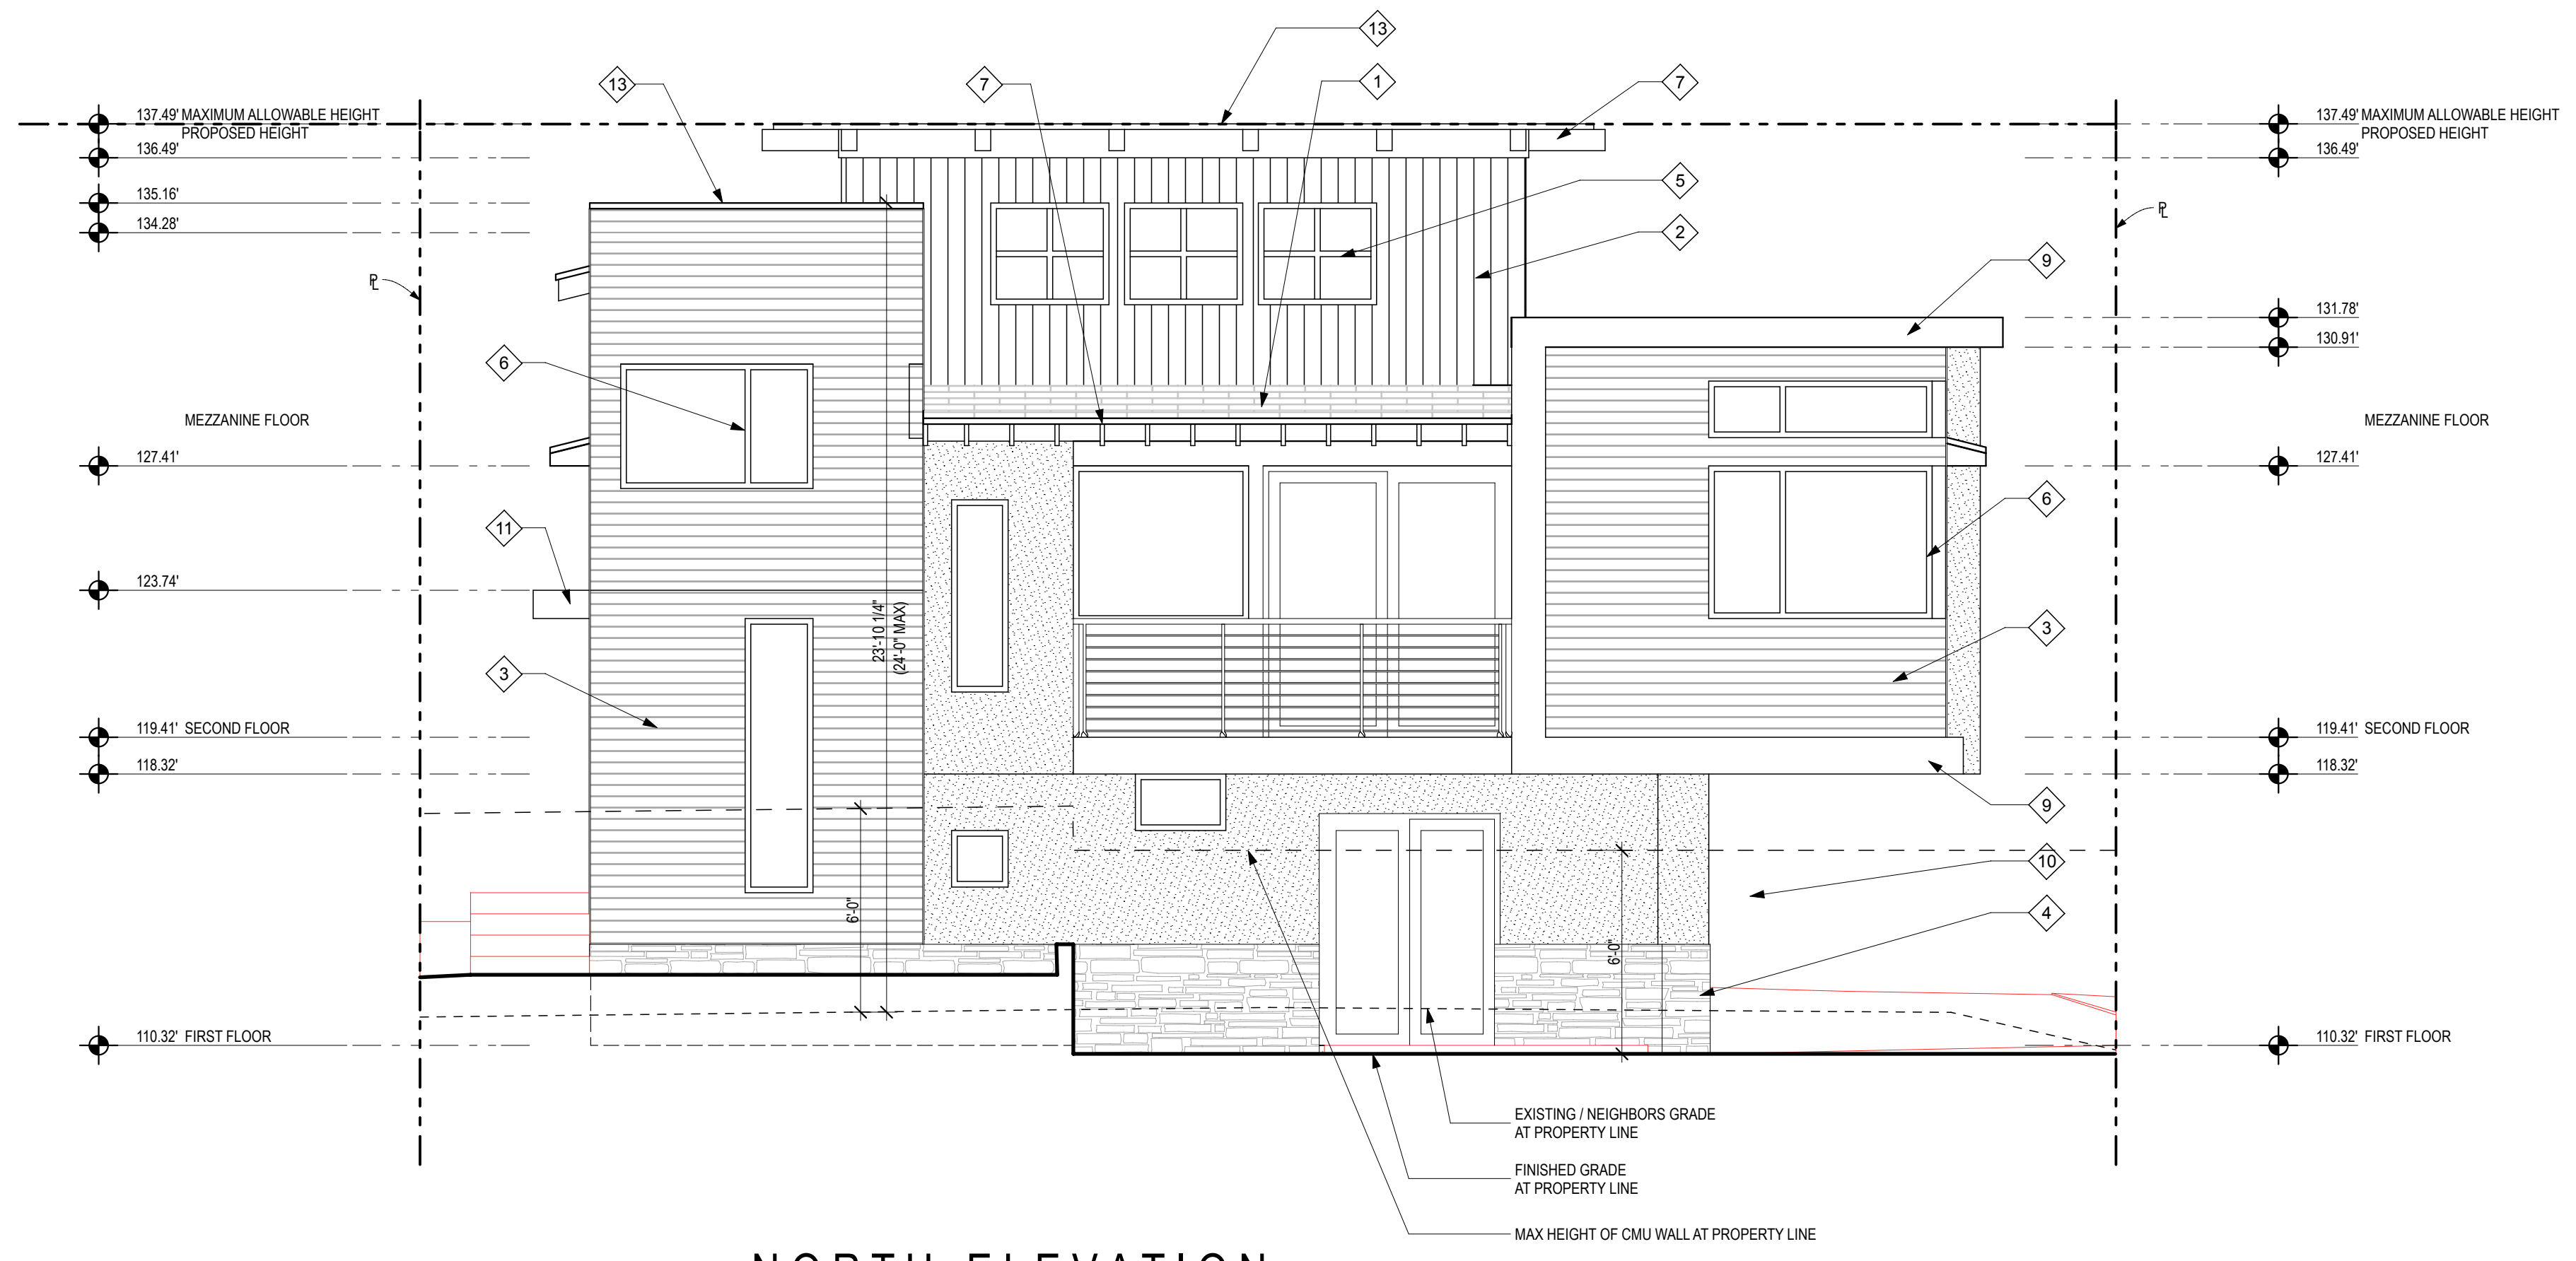 13
13
7
1
7
137.49' MAXIMUM ALLOWABLE HEIGHT
PROPOSED HEIGHT
136.49'
135.16'
134.28'
137.49' MAXIMUM ALLOWABLE HEIGHT
PROPOSED HEIGHT
136.49'
5
2
PL
PL
9
131.78'
130.91'
6
MEZZANINE FLOOR
127.41'
MEZZANINE FLOOR
127.41'
6
11
123.74'
23'-10 1/4"
(24'-0" MAX)
3
3
119.41' SECOND FLOOR
118.32'
119.41' SECOND FLOOR
118.32'
9
10
4
6'-0"
6'-0"
110.32' FIRST FLOOR
110.32' FIRST FLOOR
EXISTING / NEIGHBORS GRADE
AT PROPERTY LINE
FINISHED GRADE
AT PROPERTY LINE
MAX HEIGHT OF CMU WALL AT PROPERTY LINE
NORTH ELEVATION